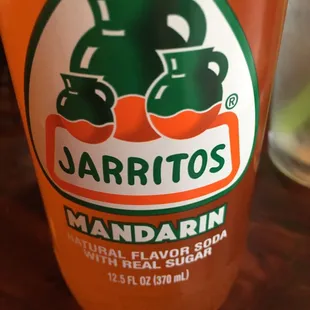 ®
JARRITOS
MANDARIN
NATURAL FLAVOR SODA
WITH REAL SUGAR
12.5 FL OZ (370 mL)